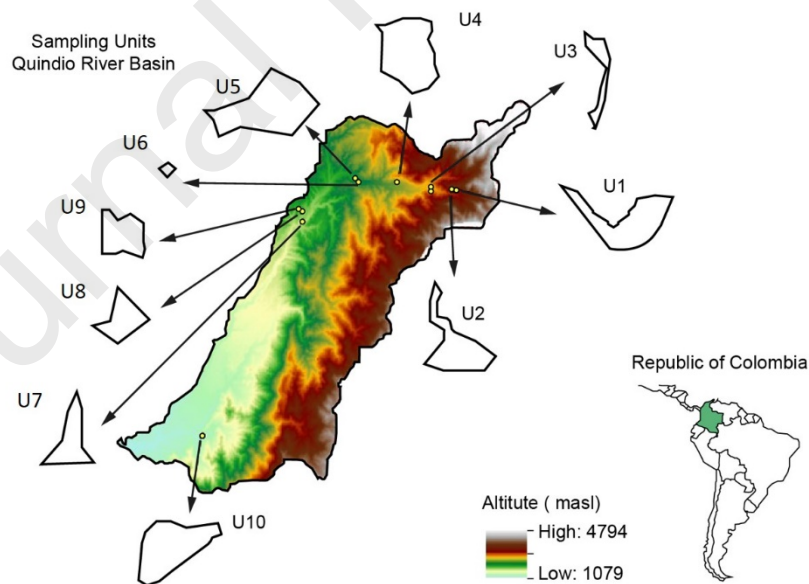 Sampling Units
Quindio River Basin
U4
U3
U5
U6
U1
U9
U8
U2
U7
U10
Republic of Colombia
Altitute ( masl)
High: 4794
Low: 1079